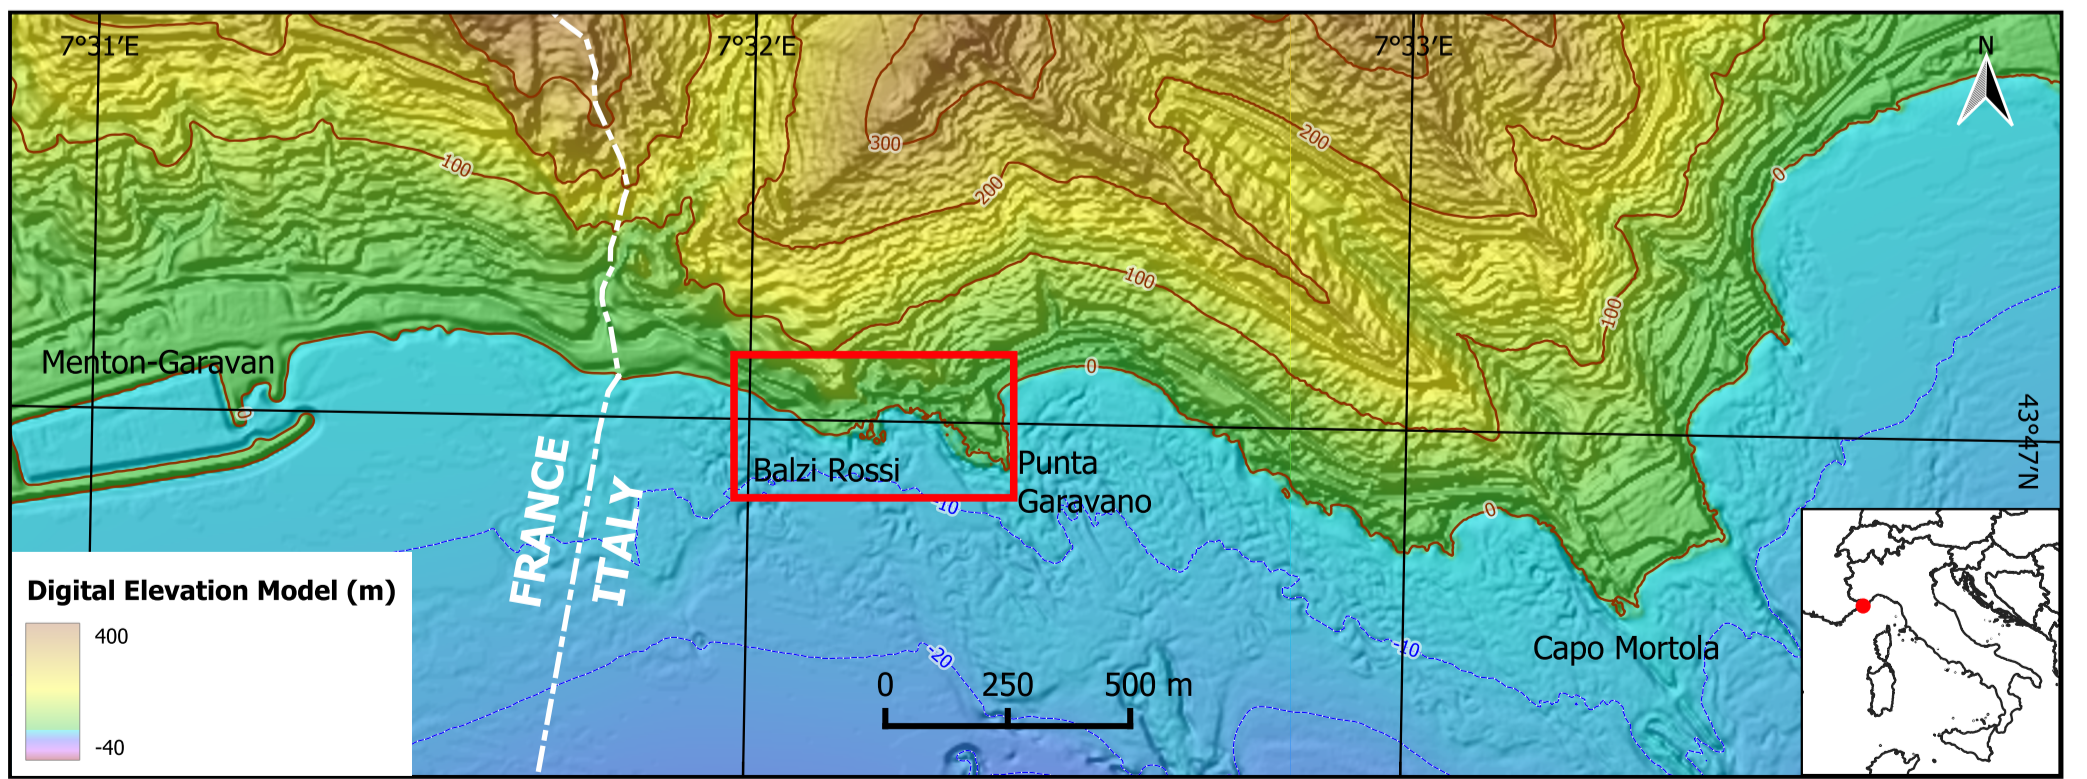 7°31′E
7°32′E
7°33′E
N
300
200
100
200
0
100
100
0
Menton-Garavan
0
43°47′N
Balzi Rossi
Punta
Garavano
-10
0
FRANCE
ITALY
-20
-10
Capo Mortola
0 250 500 m
Digital Elevation Model (m)
400
-40